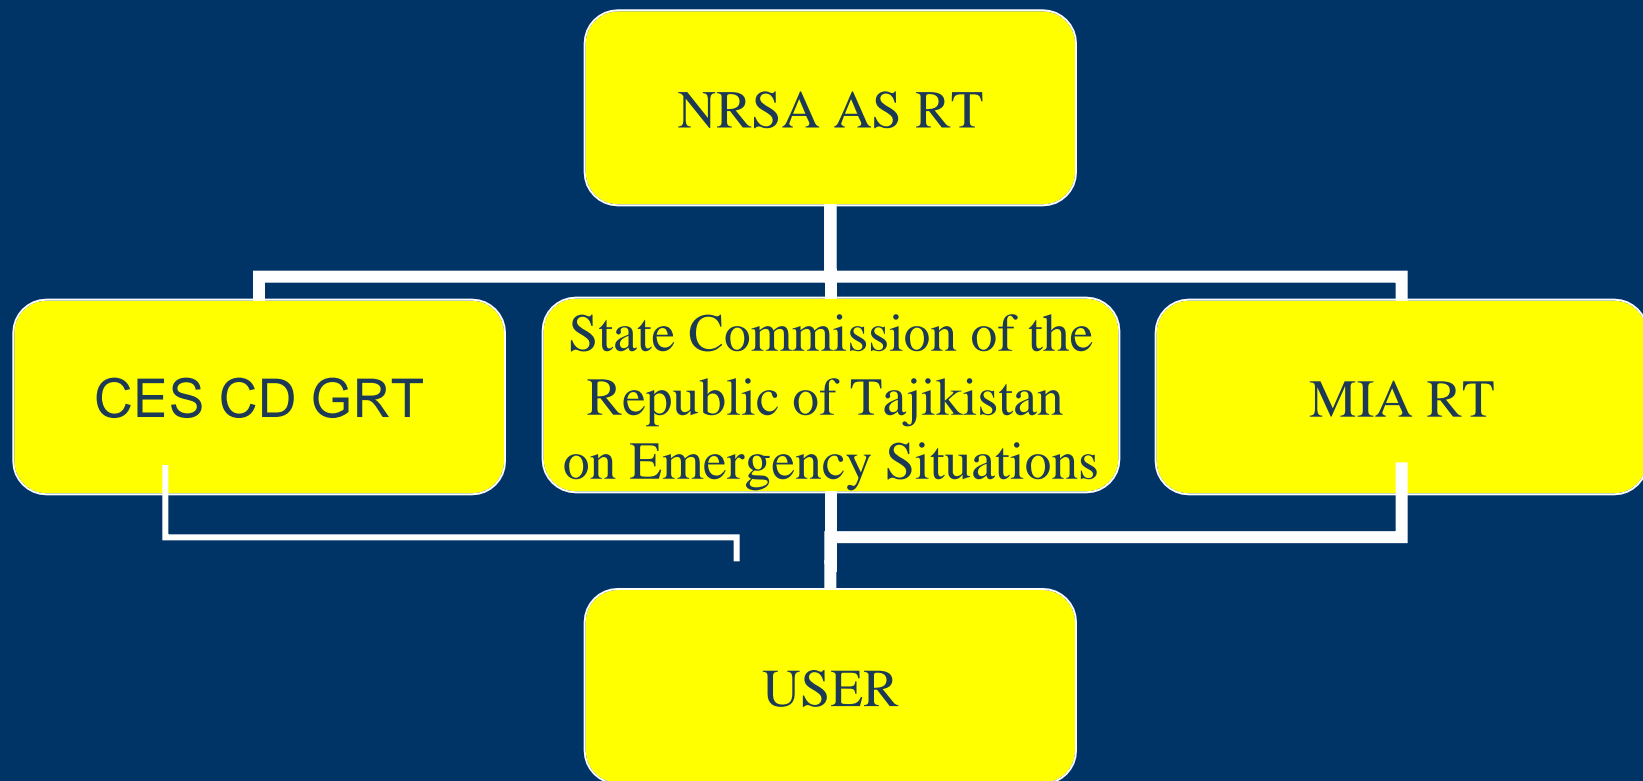 NRSA AS RT
CES CD GRT
State Commission of the
Republic of Tajikistan
on Emergency Situations
MIA RT
USER